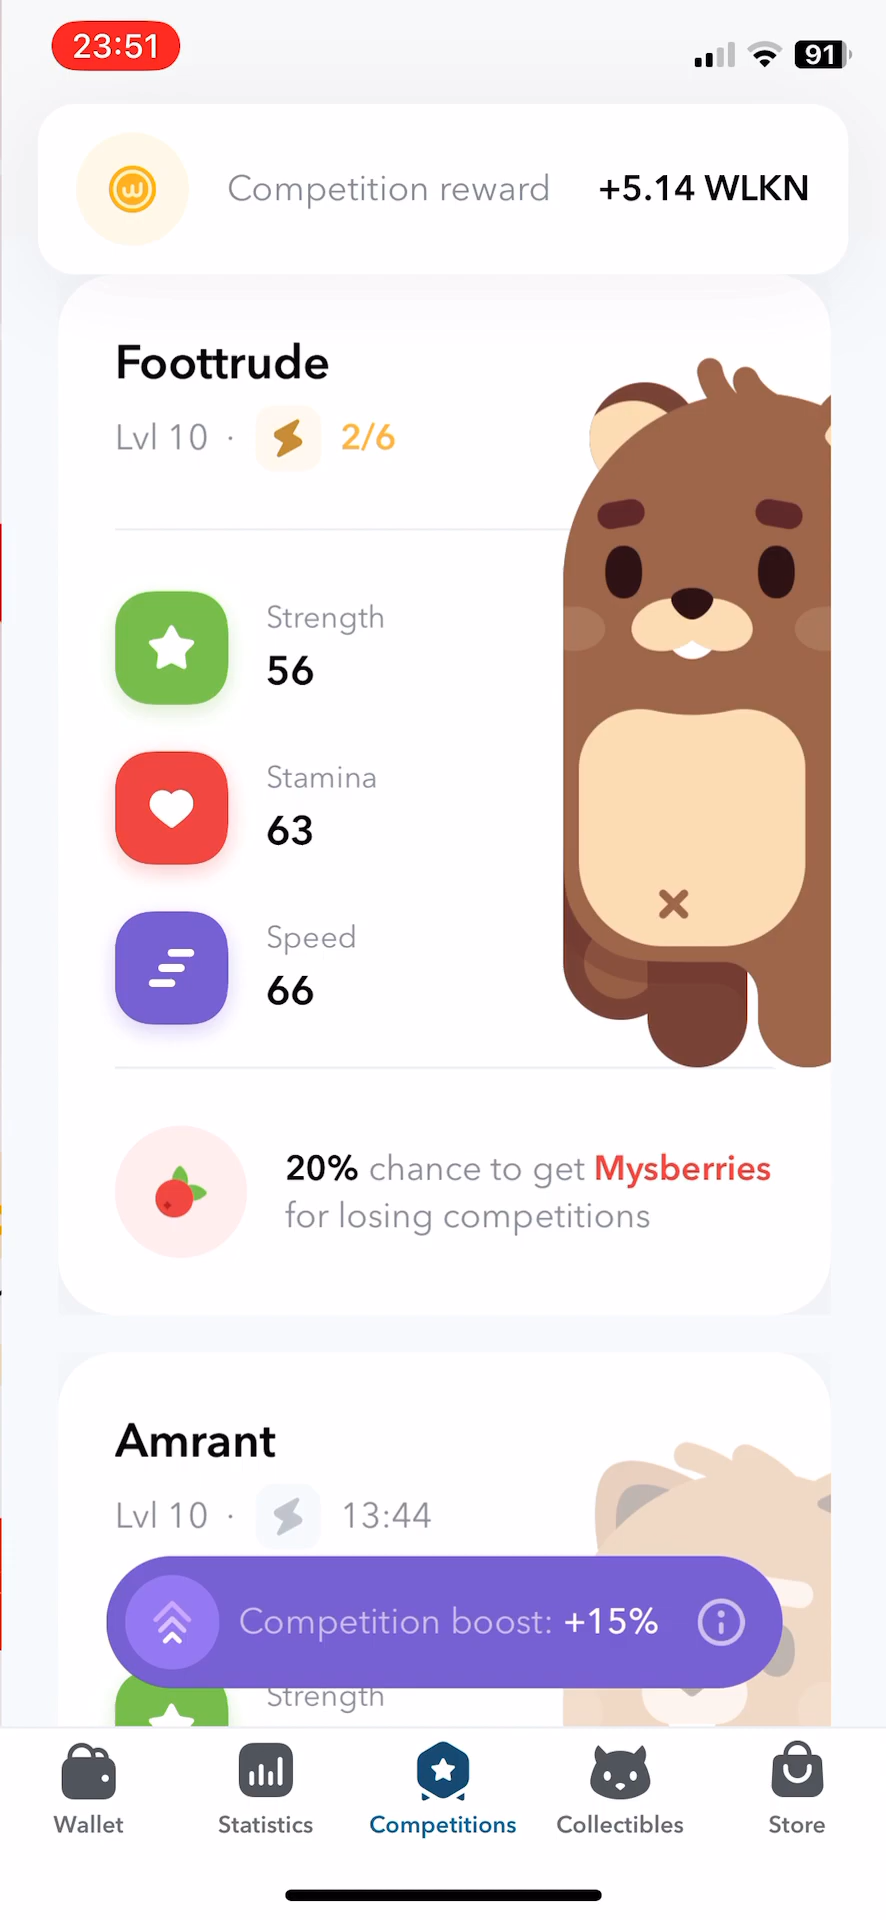 23:51
91
Competition reward +5.14 WLKN
Foottrude
Lvl 10 · 2/6
Strength
56
Stamina
63
Speed
66
20% chance to get Mysberries
for losing competitions
Amrant
Lvl 10 · 13:44
Competition boost: +15%
Strength
Wallet
Statistics
Competitions
Collectibles
Store